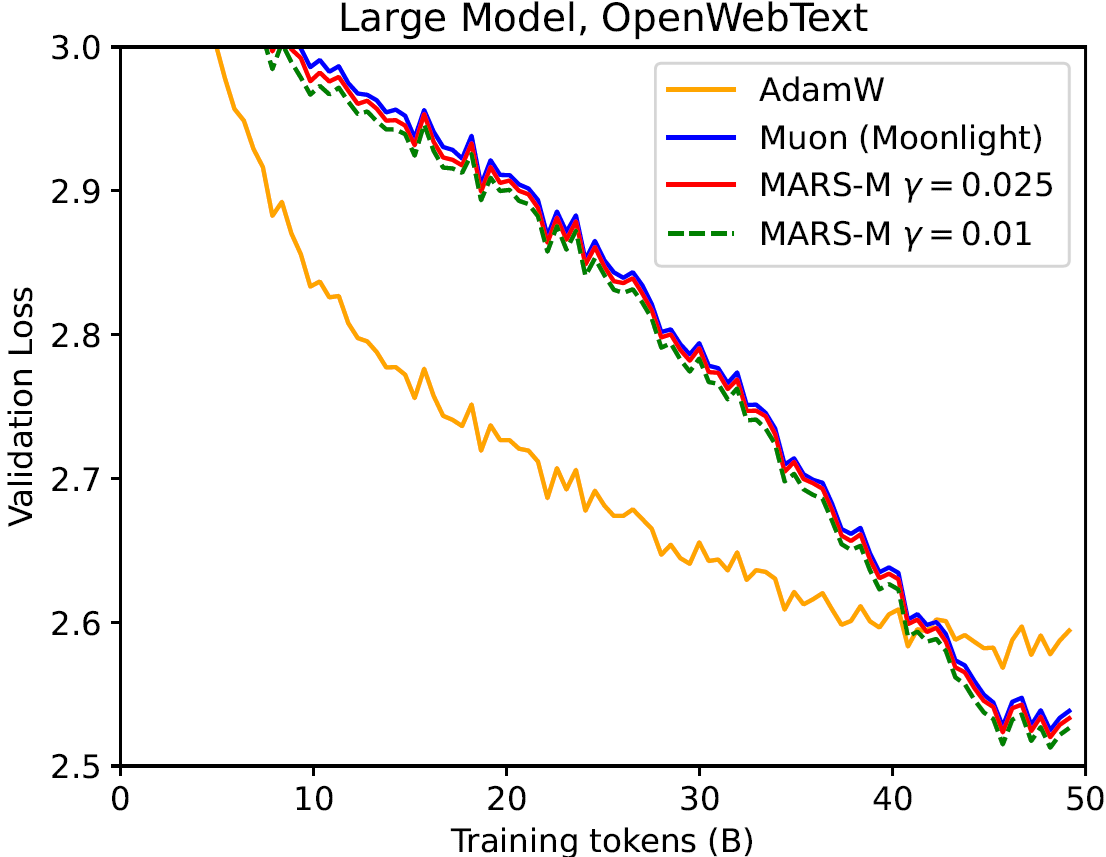 Large Model, OpenWebText
3.0
2.9
2.8
2.7
2.6
2.5
Validation Loss
AdamW
Muon (Moonlight)
MARS-M γ = 0.025
MARS-M γ = 0.01
0 10 20 30 40 50
Training tokens (B)